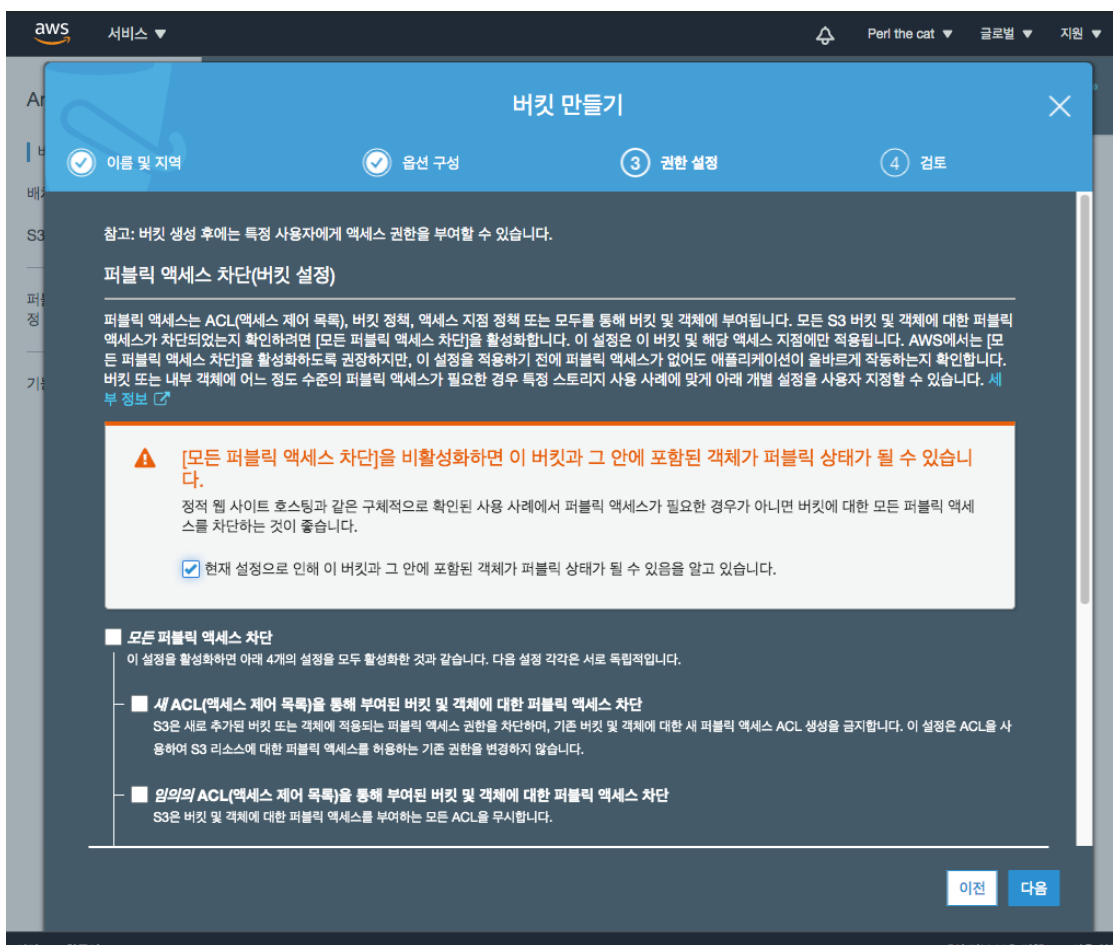 aws
서비스 ▼
Perl the cat ▼
글로벌 ▼
지원 ▼
버킷 만들기
이름 및 지역
옵션 구성
3 권한 설정
4 검토
S3
참고: 버킷 생성 후에는 특정 사용자에게 액세스 권한을 부여할 수 있습니다.
퍼블릭 액세스 차단(버킷 설정)
퍼블릭 액세스는 ACL(액세스 제어 목록), 버킷 정책, 액세스 지점 정책 또는 모두를 통해 버킷 및 객체에 부여됩니다. 모든 S3 버킷 및 객체에 대한 퍼블릭
액세스가 차단되었는지 확인하려면 [모든 퍼블릭 액세스 차단]을 활성화합니다. 이 설정은 이 버킷 및 해당 액세스 지점에만 적용됩니다. AWS에서는 [모
든 퍼블릭 액세스 차단]을 활성화하도록 권장하지만, 이 설정을 적용하기 전에 퍼블릭 액세스가 없어도 애플리케이션이 올바르게 작동하는지 확인합니다.
버킷 또는 내부 객체에 어느 정도 수준의 퍼블릭 액세스가 필요한 경우 특정 스토리지 사용 사례에 맞게 아래 개별 설정을 사용자 지정할 수 있습니다. 세
부 정보
[모든 퍼블릭 액세스 차단]을 비활성화하면 이 버킷과 그 안에 포함된 객체가 퍼블릭 상태가 될 수 있습니
다.
정적 웹 사이트 호스팅과 같은 구체적으로 확인된 사용 사례에서 퍼블릭 액세스가 필요한 경우가 아니면 버킷에 대한 모든 퍼블릭 액세
스를 차단하는 것이 좋습니다.
현재 설정으로 인해 이 버킷과 그 안에 포함된 객체가 퍼블릭 상태가 될 수 있음을 알고 있습니다.
모든 퍼블릭 액세스 차단
이 설정을 활성화하면 아래 4개의 설정을 모두 활성화한 것과 같습니다. 다음 설정 각각은 서로 독립적입니다.
새 ACL(액세스 제어 목록)을 통해 부여된 버킷 및 객체에 대한 퍼블릭 액세스 차단
S3은 새로 추가된 버킷 또는 객체에 적용되는 퍼블릭 액세스 권한을 차단하며, 기존 버킷 및 객체에 대한 새 퍼블릭 액세스 ACL 생성을 금지합니다. 이 설정은 ACL을 사
용하여 S3 리소스에 대한 퍼블릭 액세스를 허용하는 기존 권한을 변경하지 않습니다.
임의의 ACL(액세스 제어 목록)을 통해 부여된 버킷 및 객체에 대한 퍼블릭 액세스 차단
S3은 버킷 및 객체에 대한 퍼블릭 액세스를 부여하는 모든 ACL을 무시합니다.
이전
다음